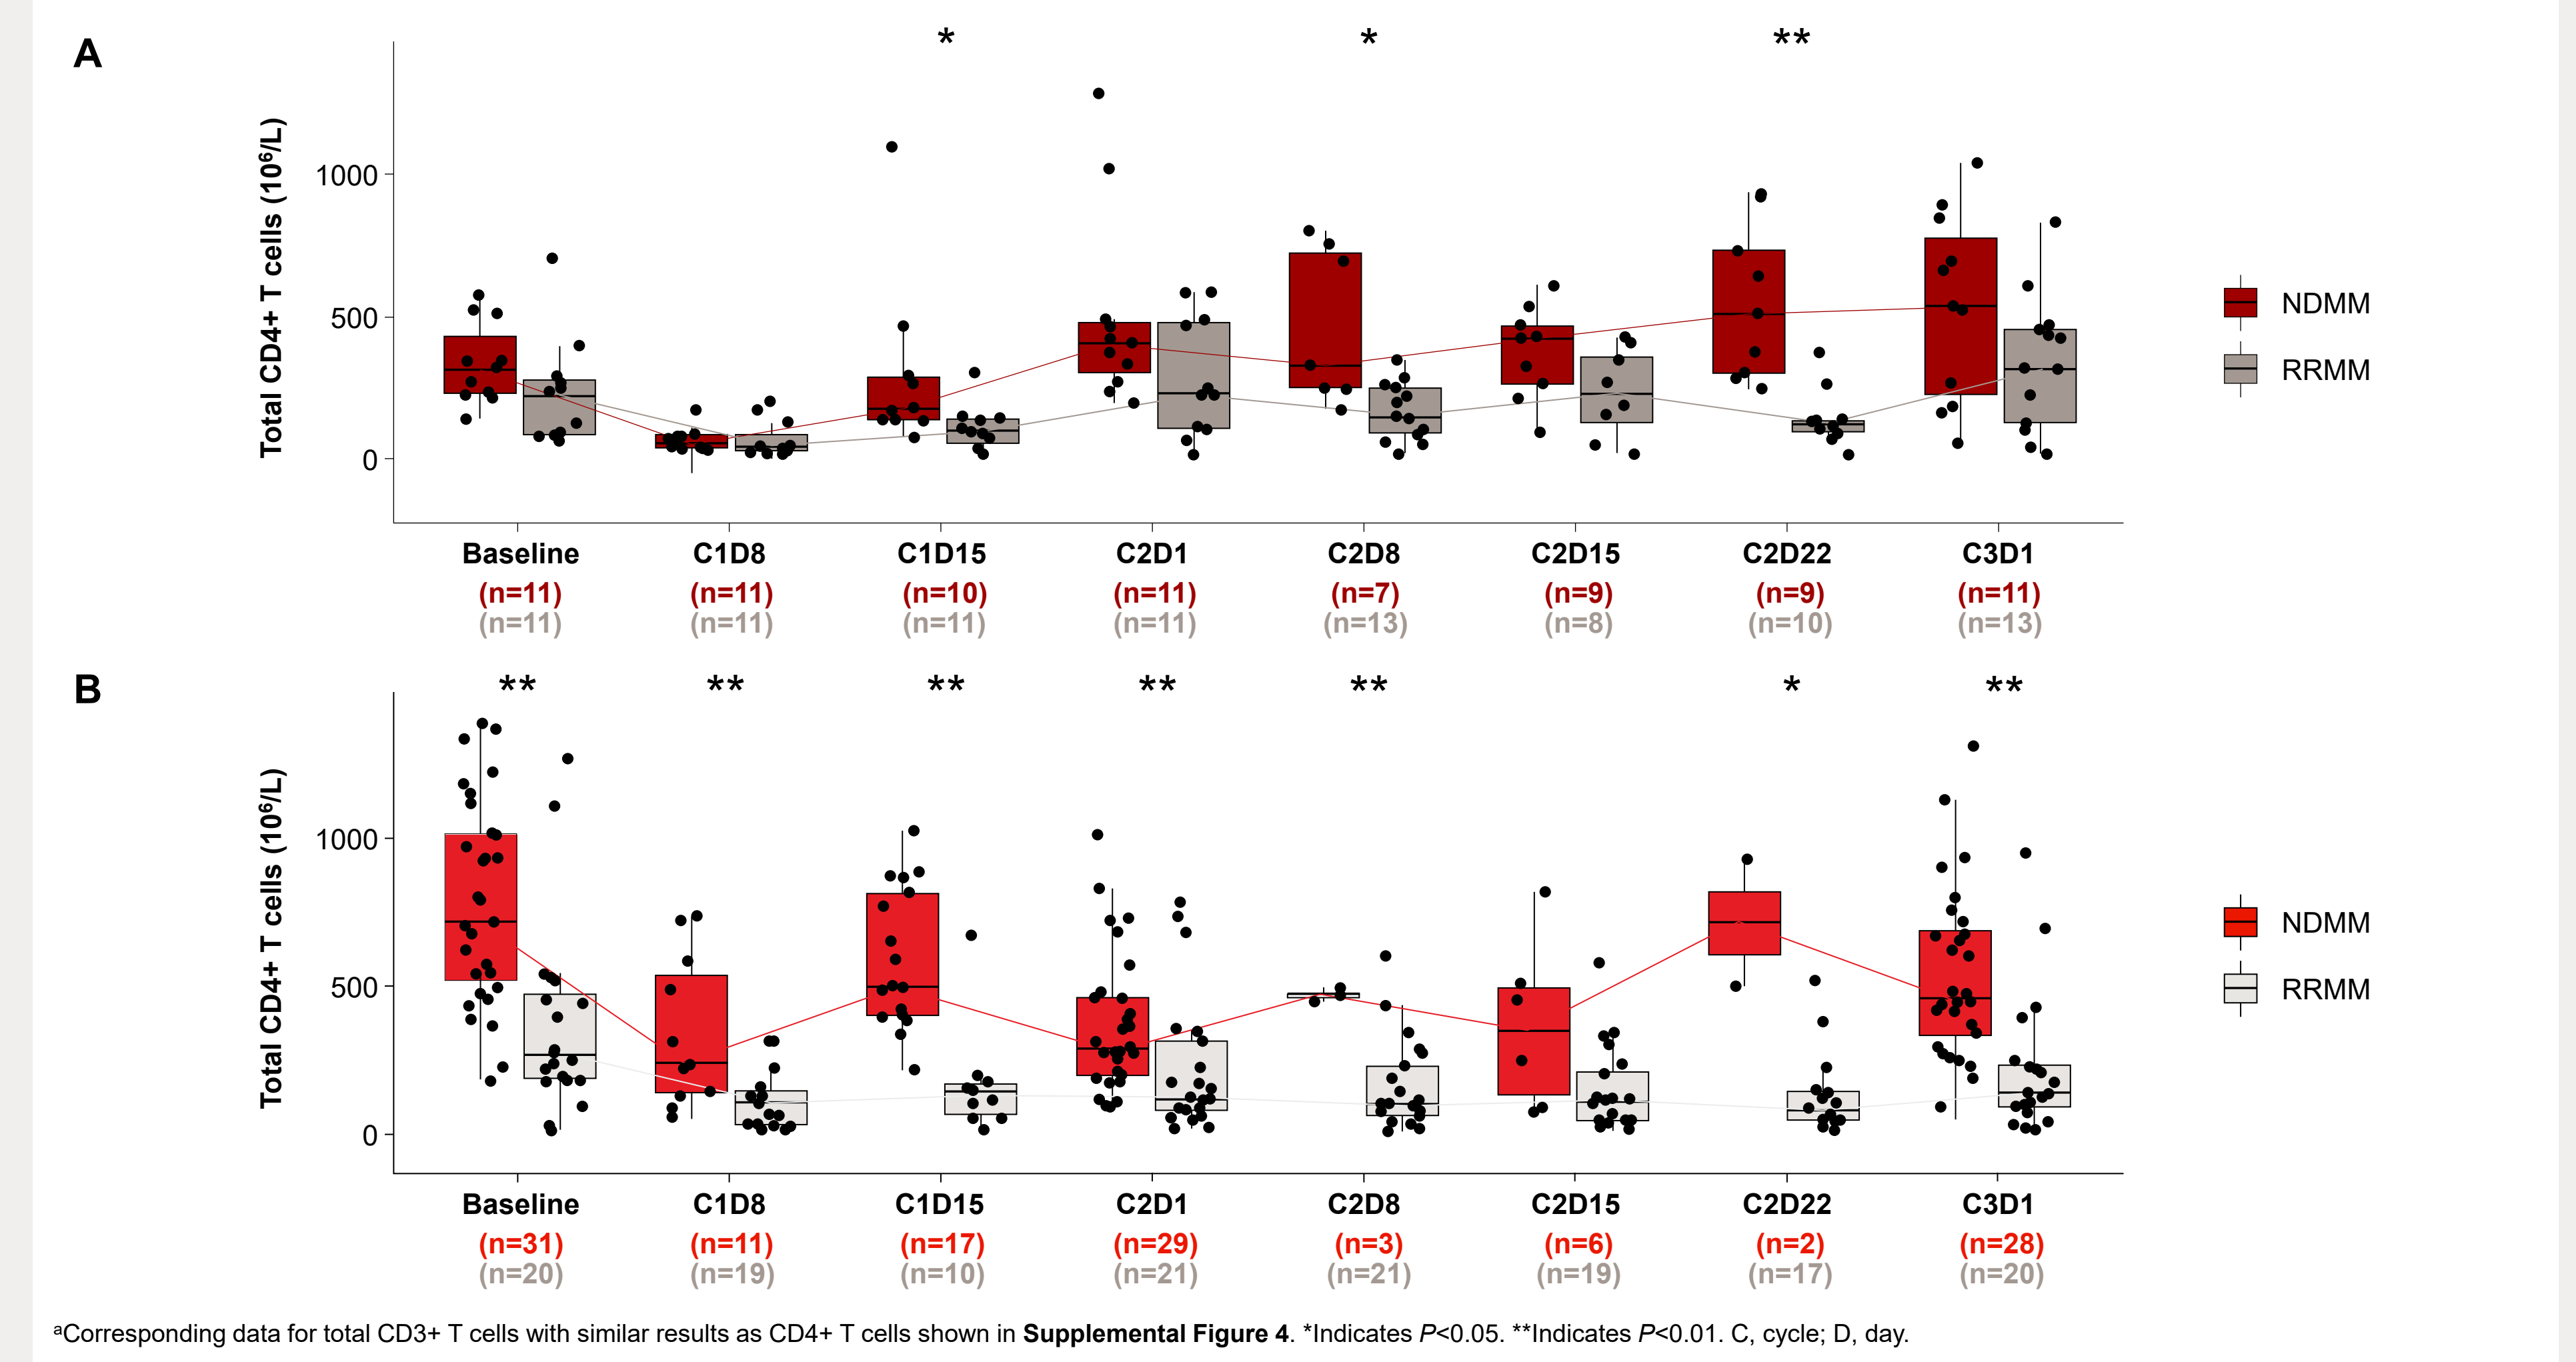 A
* * **
Total CD4+ T cells (10⁶/L)
1000
500
0
NDMM
RRMM
Baseline C1D8 C1D15 C2D1 C2D8 C2D15 C2D22 C3D1
(n=11) (n=11) (n=10) (n=11) (n=7) (n=9) (n=9) (n=11)
(n=11) (n=11) (n=11) (n=11) (n=13) (n=8) (n=10) (n=13)
B
** ** ** ** ** * **
Total CD4+ T cells (10⁶/L)
1000
500
0
NDMM
RRMM
Baseline C1D8 C1D15 C2D1 C2D8 C2D15 C2D22 C3D1
(n=31) (n=11) (n=17) (n=29) (n=3) (n=6) (n=2) (n=28)
(n=20) (n=19) (n=10) (n=21) (n=21) (n=19) (n=17) (n=20)
ᵃCorresponding data for total CD3+ T cells with similar results as CD4+ T cells shown in Supplemental Figure 4. *Indicates P<0.05. **Indicates P<0.01. C, cycle; D, day.